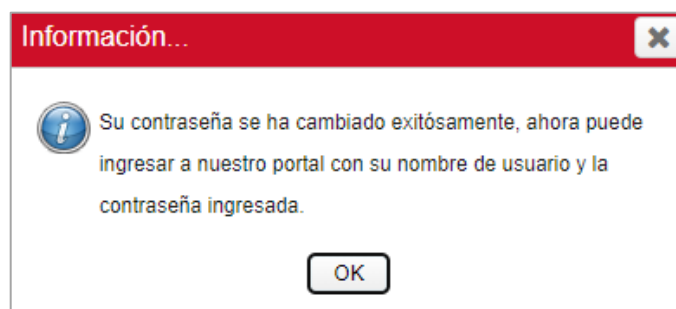 Información...
Su contraseña se ha cambiado exitósamente, ahora puede
ingresar a nuestro portal con su nombre de usuario y la
contraseña ingresada.
OK